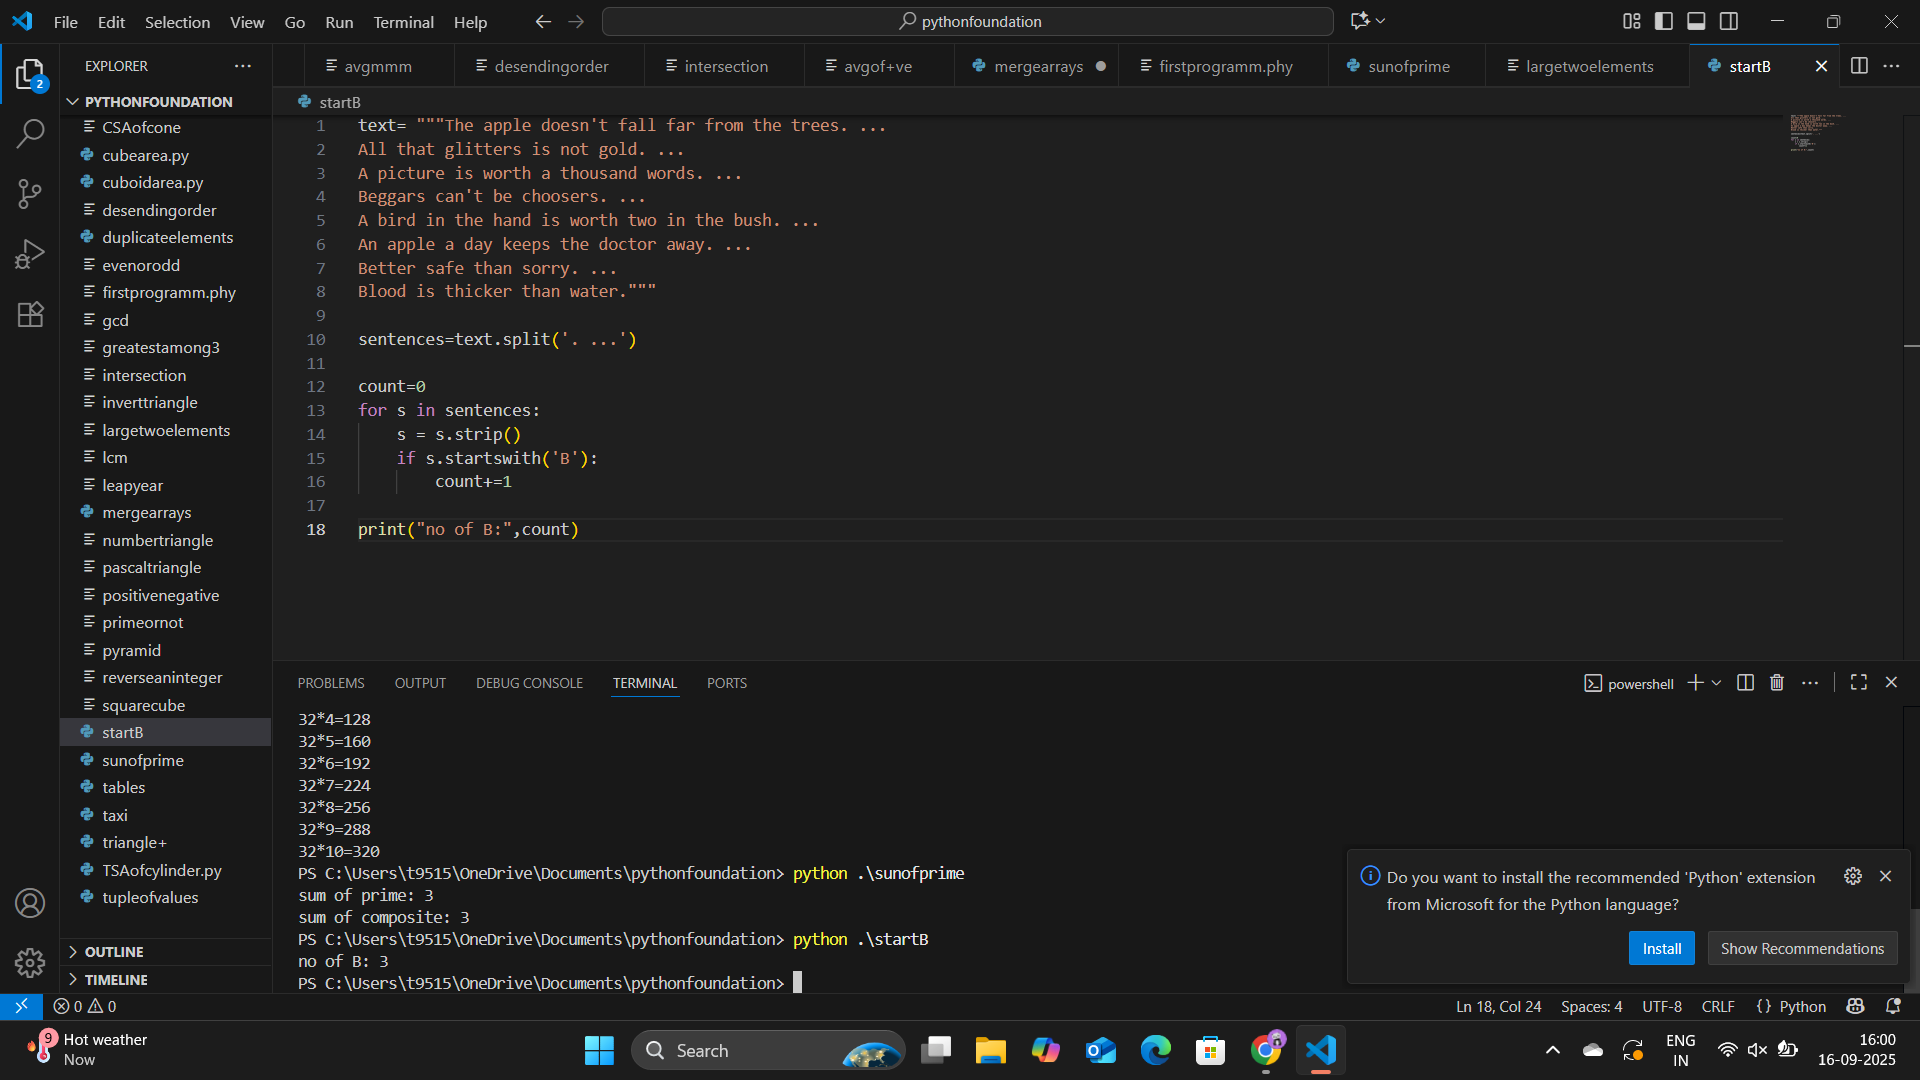 File Edit Selection View Go Run Terminal Help
pythonfoundation
EXPLORER
avgmmm desendingorder intersection avgof+ve mergearrays firstprogramm.phy sunofprime largetwoelements startB
PYTHONFOUNDATION
startB
CSAofcone
cubearea.py
cuboidarea.py
desendingorder
duplicateelements
evenorodd
firstprogramm.phy
gcd
greatestamong3
intersection
inverttriangle
largetwoelements
lcm
leapyear
mergearrays
numbertriangle
pascaltriangle
positivenegative
primeornot
pyramid
reverseaninteger
squarecube
startB
sunofprime
tables
taxi
triangle+
TSAofcylinder.py
tupleofvalues
OUTLINE
TIMELINE
2
1 text= """The apple doesn't fall far from the trees. ...
2 All that glitters is not gold. ...
3 A picture is worth a thousand words. ...
4 Beggars can't be choosers. ...
5 A bird in the hand is worth two in the bush. ...
6 An apple a day keeps the doctor away. ...
7 Better safe than sorry. ...
8 Blood is thicker than water."""
9
10 sentences=text.split('. ...')
11
12 count=0
13 for s in sentences:
14 s = s.strip()
15 if s.startswith('B'):
16 count+=1
17
18 print("no of B:",count)
PROBLEMS OUTPUT DEBUG CONSOLE TERMINAL PORTS
powershell
32*4=128
32*5=160
32*6=192
32*7=224
32*8=256
32*9=288
32*10=320
PS C:\Users\t9515\OneDrive\Documents\pythonfoundation> python .\sunofprime
sum of prime: 3
sum of composite: 3
PS C:\Users\t9515\OneDrive\Documents\pythonfoundation> python .\startB
no of B: 3
PS C:\Users\t9515\OneDrive\Documents\pythonfoundation>
Do you want to install the recommended 'Python' extension
from Microsoft for the Python language?
Install Show Recommendations
0 0
Ln 18, Col 24 Spaces: 4 UTF-8 CRLF {} Python
9
Hot weather
Now
Search
ENG
IN
16:00
16-09-2025